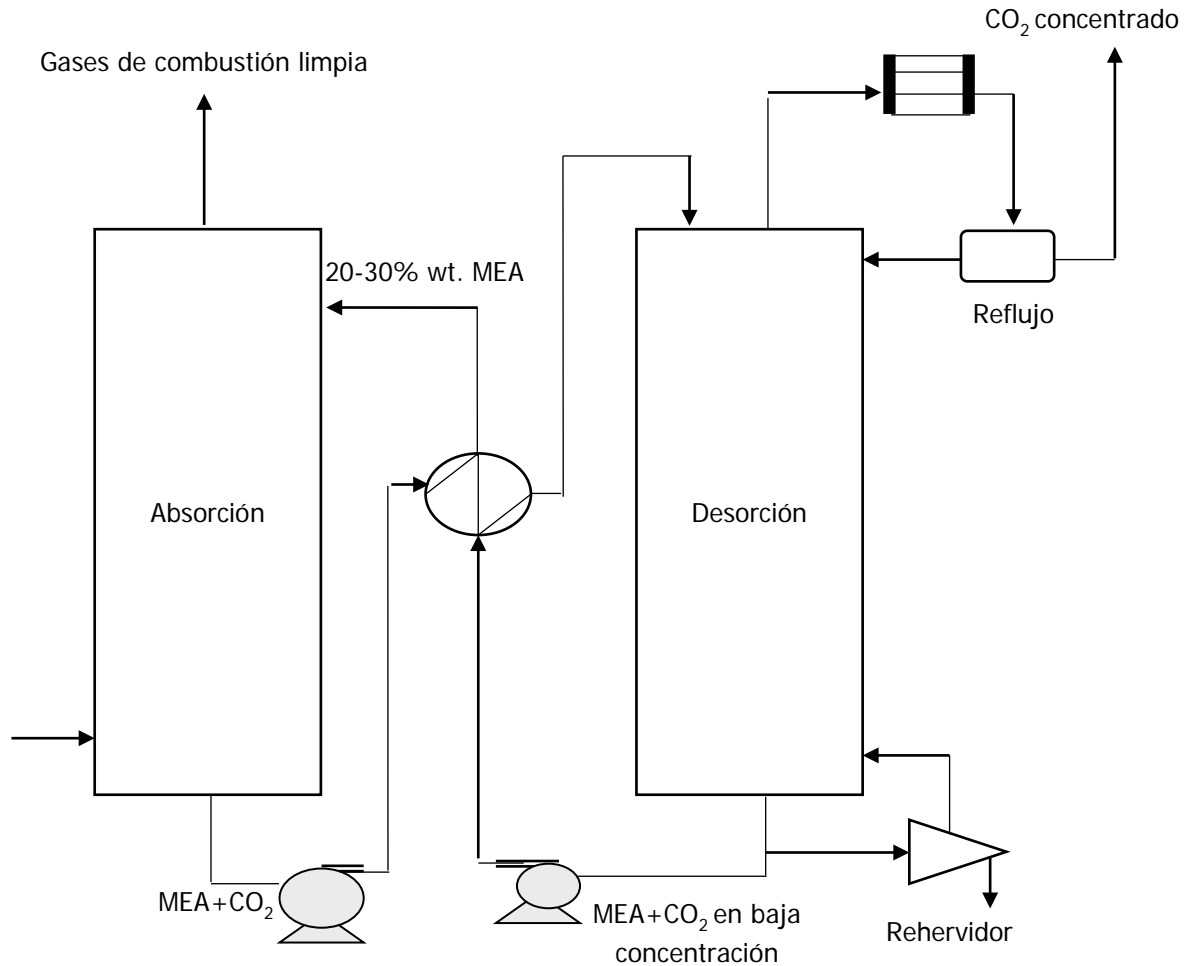 CO₂ concentrado
Gases de combustión limpia
20-30% wt. MEA
Reflujo
Absorción
Desorción
MEA+CO₂
MEA+CO₂ en baja
concentración
Rehervidor